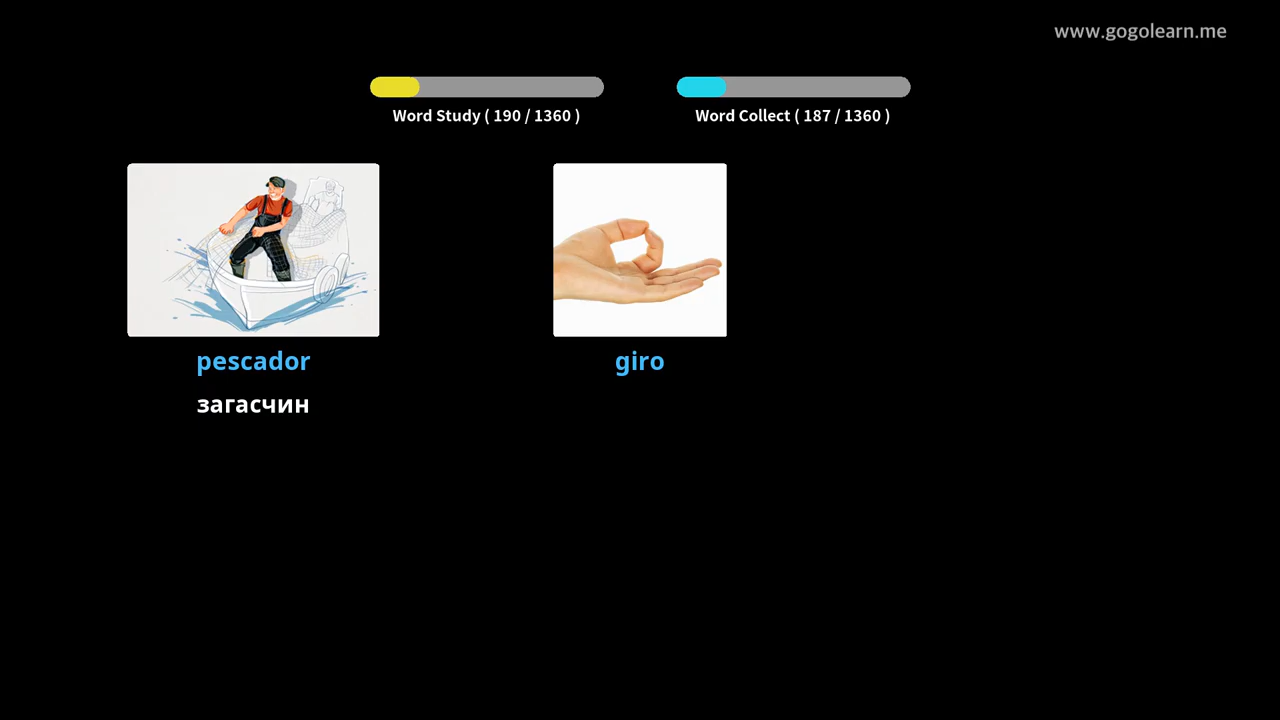 www.gogolearn.me
Word Study ( 190 / 1360 )
Word Collect ( 187 / 1360 )
pescador
giro
загасчин